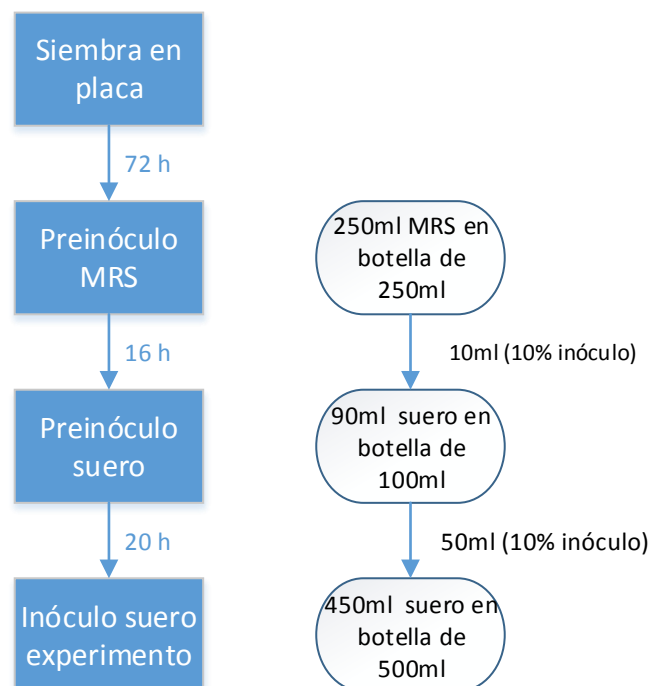 Siembra en
placa
72 h
Preinóculo
MRS
250ml MRS en
botella de
250ml
16 h
10ml (10% inóculo)
Preinóculo
suero
90ml suero en
botella de
100ml
20 h
50ml (10% inóculo)
Inóculo suero
experimento
450ml suero en
botella de
500ml